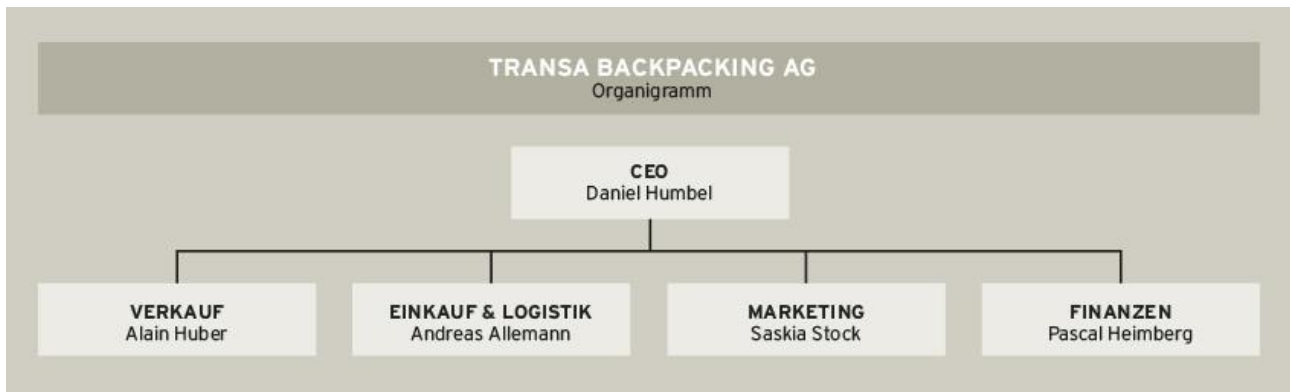 TRANSA BACKPACKING AG
Organigramm
CEO
Daniel Humbel
VERKAUF
Alain Huber
EINKAUF & LOGISTIK
Andreas Allemann
MARKETING
Saskia Stock
FINANZEN
Pascal Heimberg